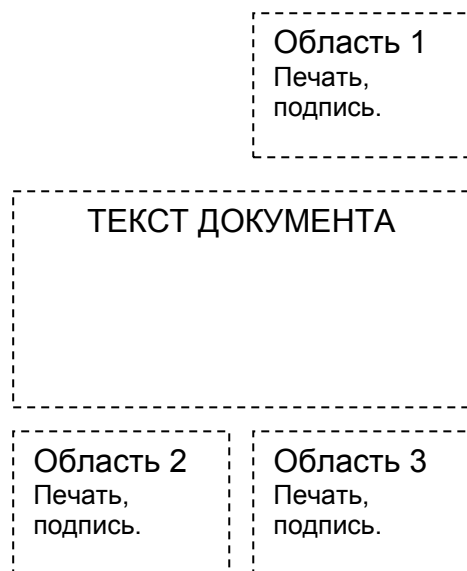 Область 1
Печать,
подпись.
ТЕКСТ ДОКУМЕНТА
Область 2
Печать,
подпись.
Область 3
Печать,
подпись.